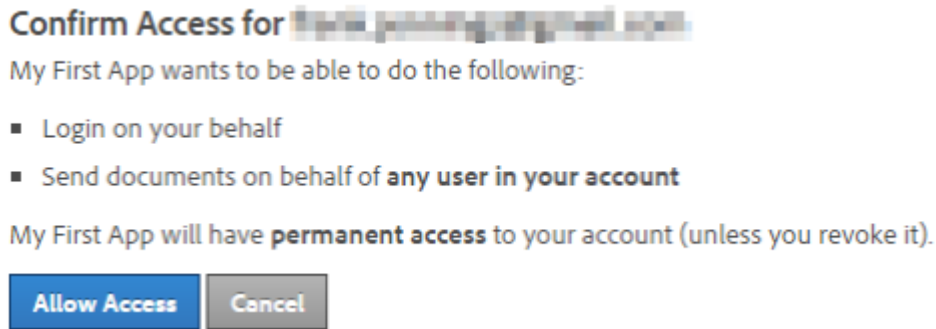 Confirm Access for
My First App wants to be able to do the following:
Login on your behalf
Send documents on behalf of any user in your account
My First App will have permanent access to your account (unless you revoke it).
Allow Access
Cancel